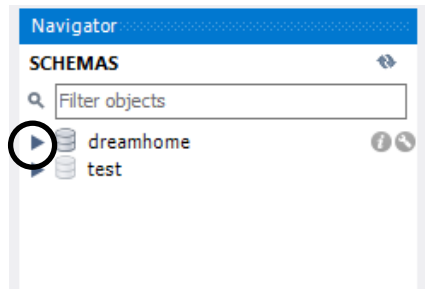 Navigator
SCHEMAS
Filter objects
dreamhome
test